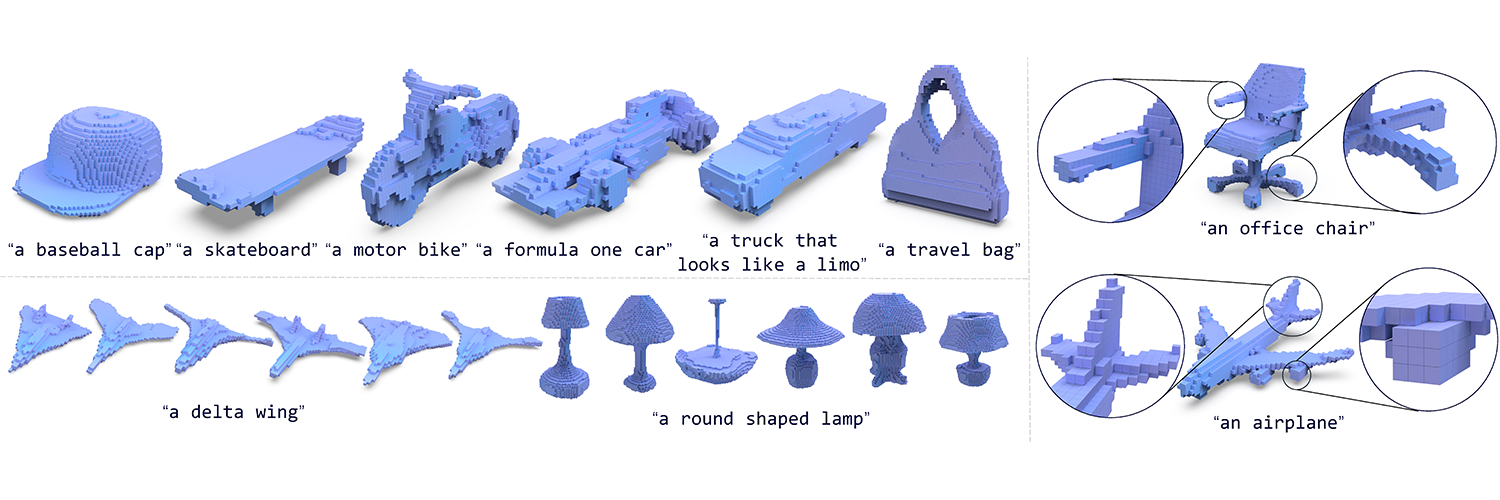 “a baseball cap” “a skateboard” “a motor bike” “a formula one car” “a truck that
looks like a limo” “a travel bag”
“a delta wing”
“a round shaped lamp”
“an office chair”
“an airplane”